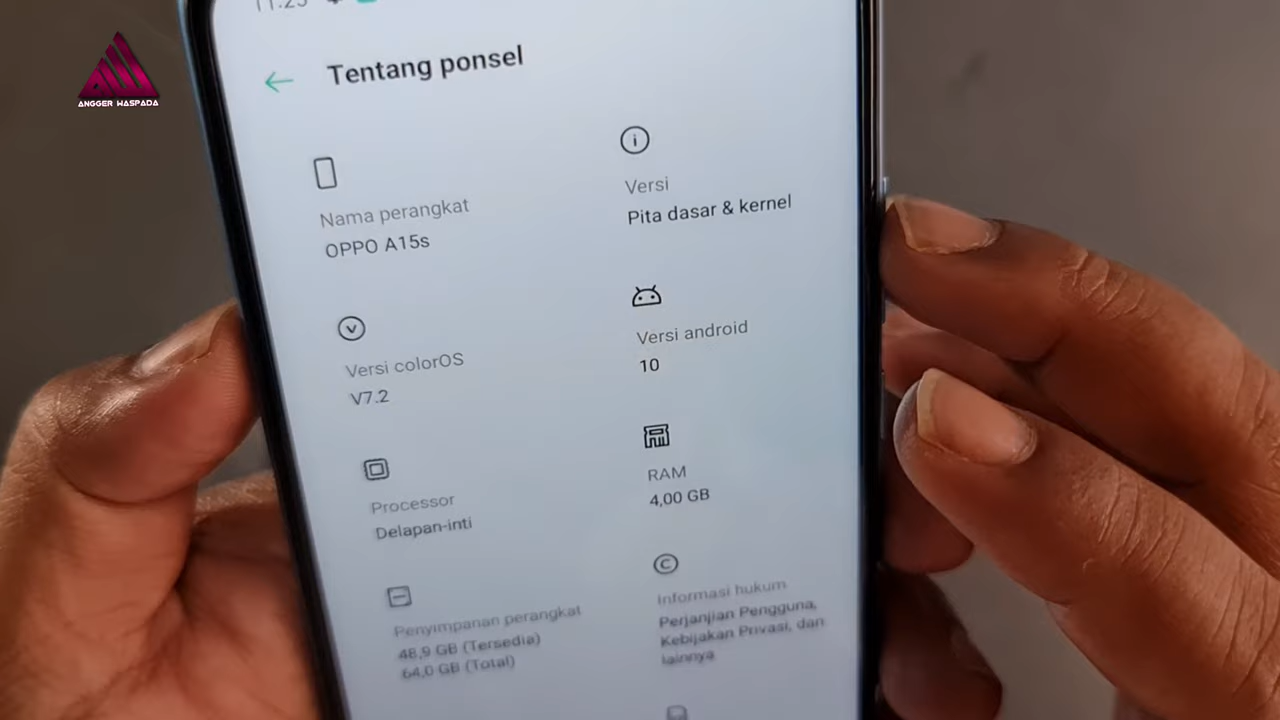 11.25
ANGGER WASPADA
Tentang ponsel
Nama perangkat
OPPO A15s
Versi
Pita dasar & kernel
Versi colorOS
V7.2
Versi android
10
Processor
Delapan-inti
RAM
4,00 GB
Penyimpanan perangkat
48,9 GB (Tersedia)
64,0 GB (Total)
Informasi hukum
Perjanjian Pengguna,
Kebijakan Privasi, dan
lainnya